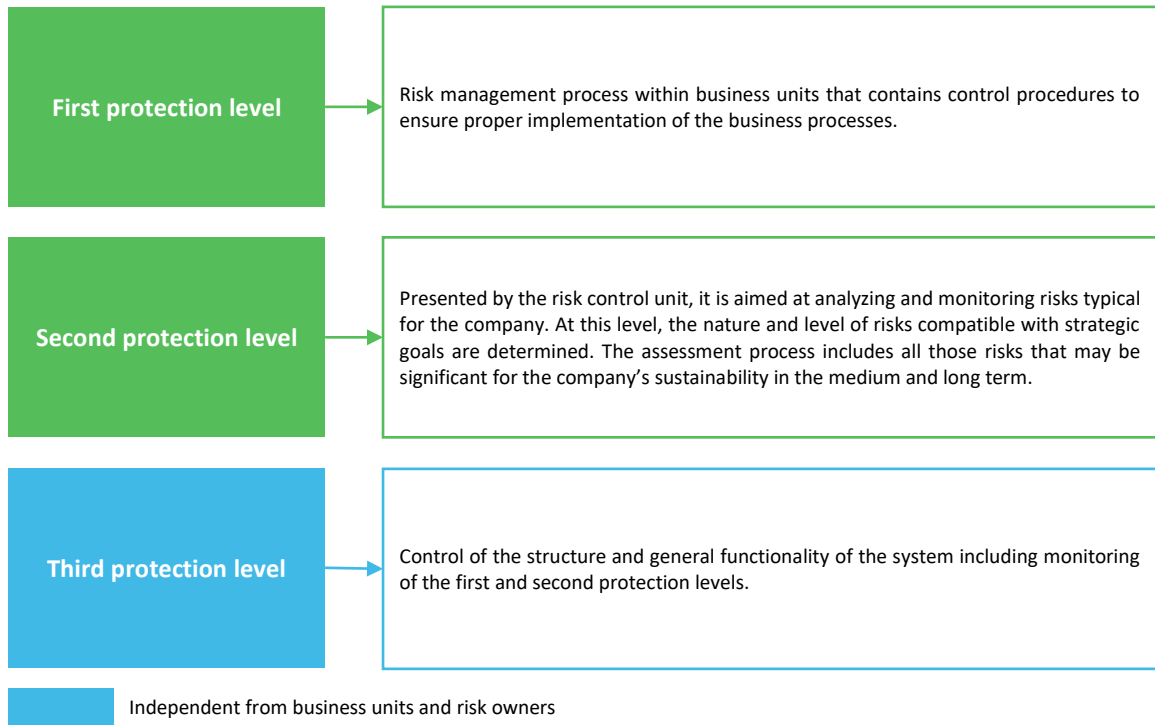 First protection level
Risk management process within business units that contains control procedures to
ensure proper implementation of the business processes.
Second protection level
Presented by the risk control unit, it is aimed at analyzing and monitoring risks typical
for the company. At this level, the nature and level of risks compatible with strategic
goals are determined. The assessment process includes all those risks that may be
significant for the company’s sustainability in the medium and long term.
Third protection level
Control of the structure and general functionality of the system including monitoring
of the first and second protection levels.
Independent from business units and risk owners